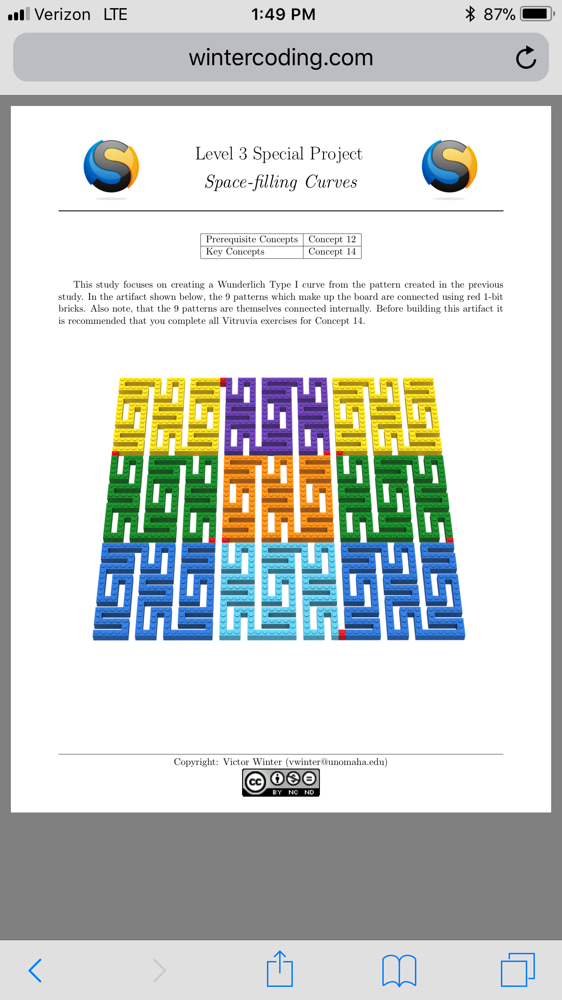 Verizon LTE 1:49 PM 87%
wintercoding.com
Level 3 Special Project
Space-filling Curves
Prerequisite Concepts Concept 12
Key Concepts Concept 14
This study focuses on creating a Wunderlich Type I curve from the pattern created in the previous
study. In the artifact shown below, the 9 patterns which make up the board are connected using red 1-bit
bricks. Also note, that the 9 patterns are themselves connected internally. Before building this artifact it
is recommended that you complete all Vitruvia exercises for Concept 14.
Copyright: Victor Winter (vwinter@unomaha.edu)
cc
BY NC ND